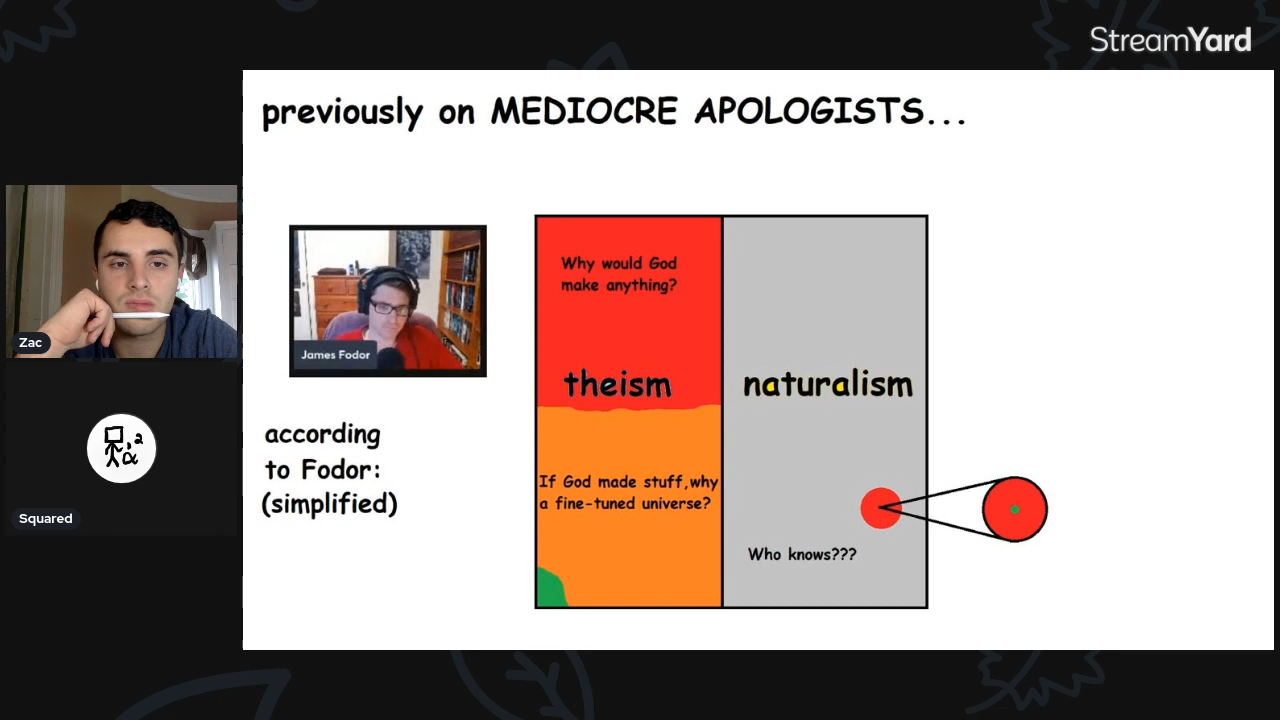 StreamYard
previously on MEDIOCRE APOLOGISTS...
Zac
Squared
James Fodor
according
to Fodor:
(simplified)
Why would God
make anything?
theism
If God made stuff,why
a fine-tuned universe?
naturalism
Who knows???